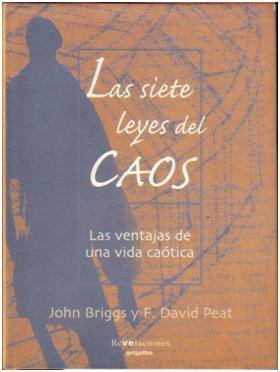 Las siete
leyes del
CAOS
Las ventajas de
una vida caótica
John Briggs y F. David Peat
Revelaciones
grijalbo